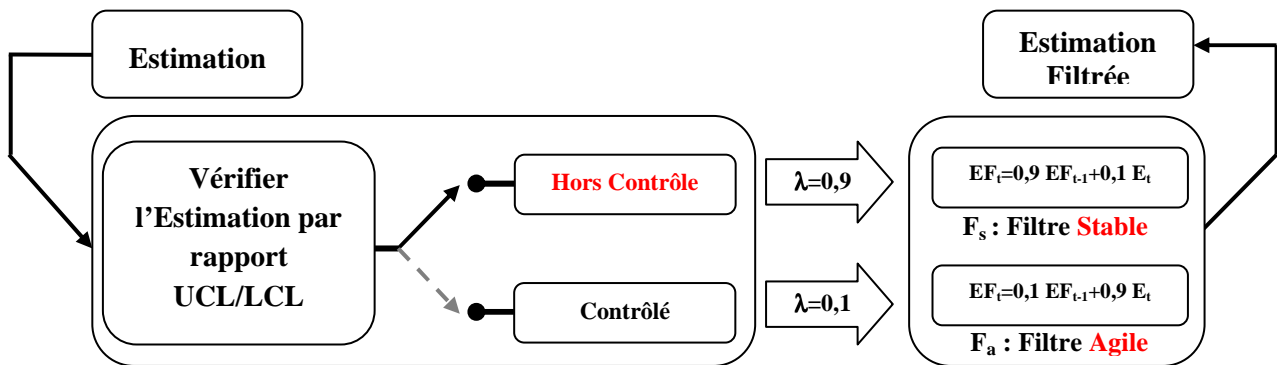 Estimation
Estimation
Filtrée
Vérifier
l’Estimation par
rapport
UCL/LCL
Hors Contrôle
Contrôlé
λ=0,9
λ=0,1
EFt=0,9 EFt-1+0,1 Et
Fs : Filtre Stable
EFt=0,1 EFt-1+0,9 Et
Fa : Filtre Agile